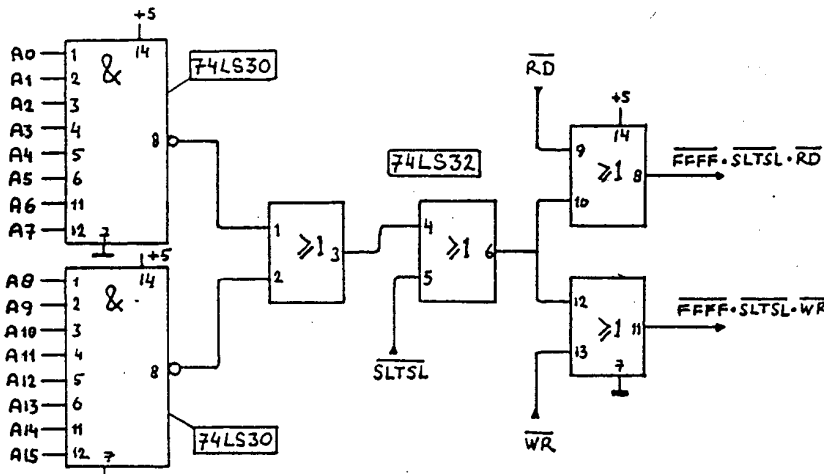 +5
A0 1 & 14 74LS30
A1 2
A2 3
A3 4
A4 5 8
A5 6
A6 11
A7 12 7
+5
A8 1 & 14
A9 2
A10 3
A11 4
A12 5 8
A13 6
A14 11
A15 12 7
74LS30
1 ≥1 3
2
74LS32
4 ≥1 6
5
SLTSL
RD
+5
14
9 ≥1 8
10
FFFF·SLTSL·RD
12 ≥1 11
13 7
FFFF·SLTSL·WR
WR